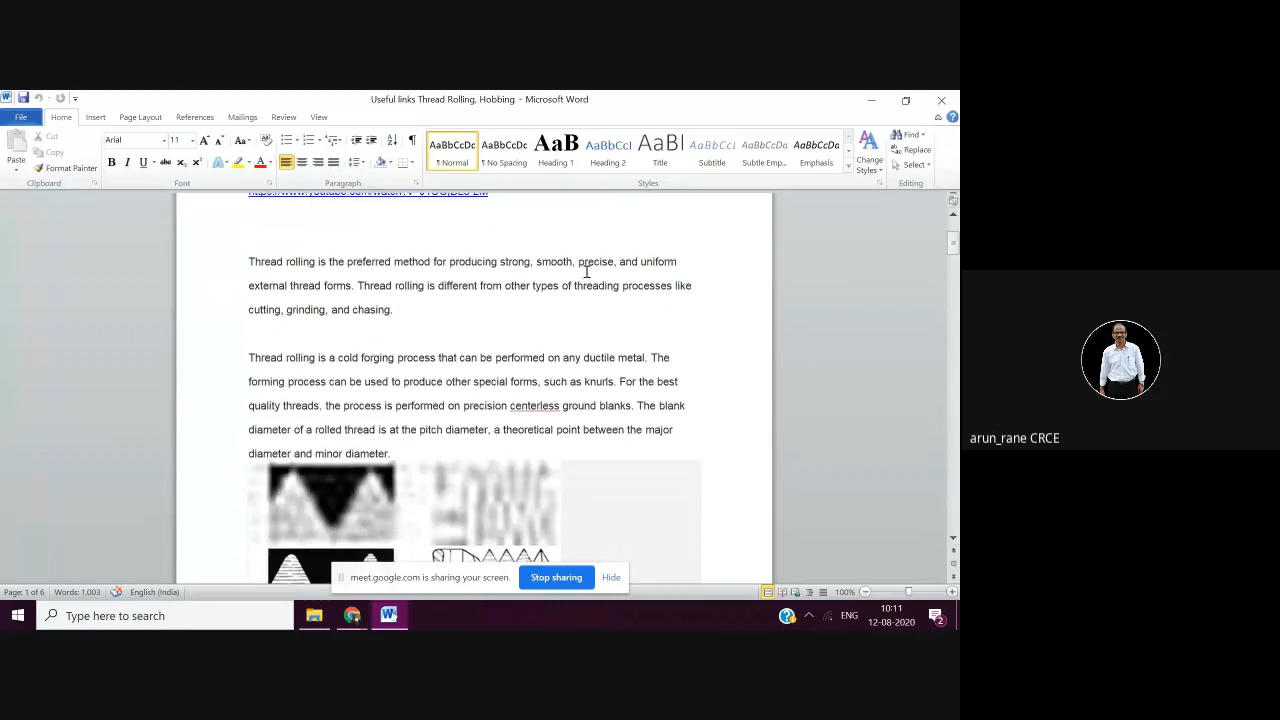 Useful links Thread Rolling, Hobbing - Microsoft Word
File Home Insert Page Layout References Mailings Review View
Paste
Cut
Copy
Format Painter
Clipboard
Arial 11
Font
Paragraph
AaBbCcDc AaBbCcDc AaB AaBbCcI AaBI AaBbCcI AaBbCcDc AaBbCcDc
¶ Normal ¶ No Spacing Heading 1 Heading 2 Title Subtitle Subtle Emp... Emphasis
Change Styles
Styles
Find
Replace
Select
Editing
Thread rolling is the preferred method for producing strong, smooth, precise, and uniform
external thread forms. Thread rolling is different from other types of threading processes like
cutting, grinding, and chasing.
Thread rolling is a cold forging process that can be performed on any ductile metal. The
forming process can be used to produce other special forms, such as knurls. For the best
quality threads, the process is performed on precision centerless ground blanks. The blank
diameter of a rolled thread is at the pitch diameter, a theoretical point between the major
diameter and minor diameter.
meet.google.com is sharing your screen. Stop sharing Hide
Page: 1 of 6 Words: 1,003 English (India) 100%
Type here to search
ENG
10:11
12-08-2020
2
arun_rane CRCE